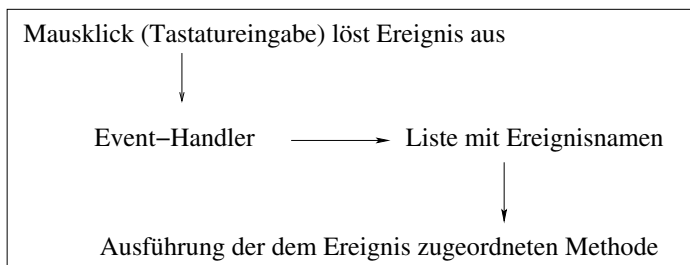 Mausklick (Tastatureingabe) löst Ereignis aus
Event−Handler
Liste mit Ereignisnamen
Ausführung der dem Ereignis zugeordneten Methode